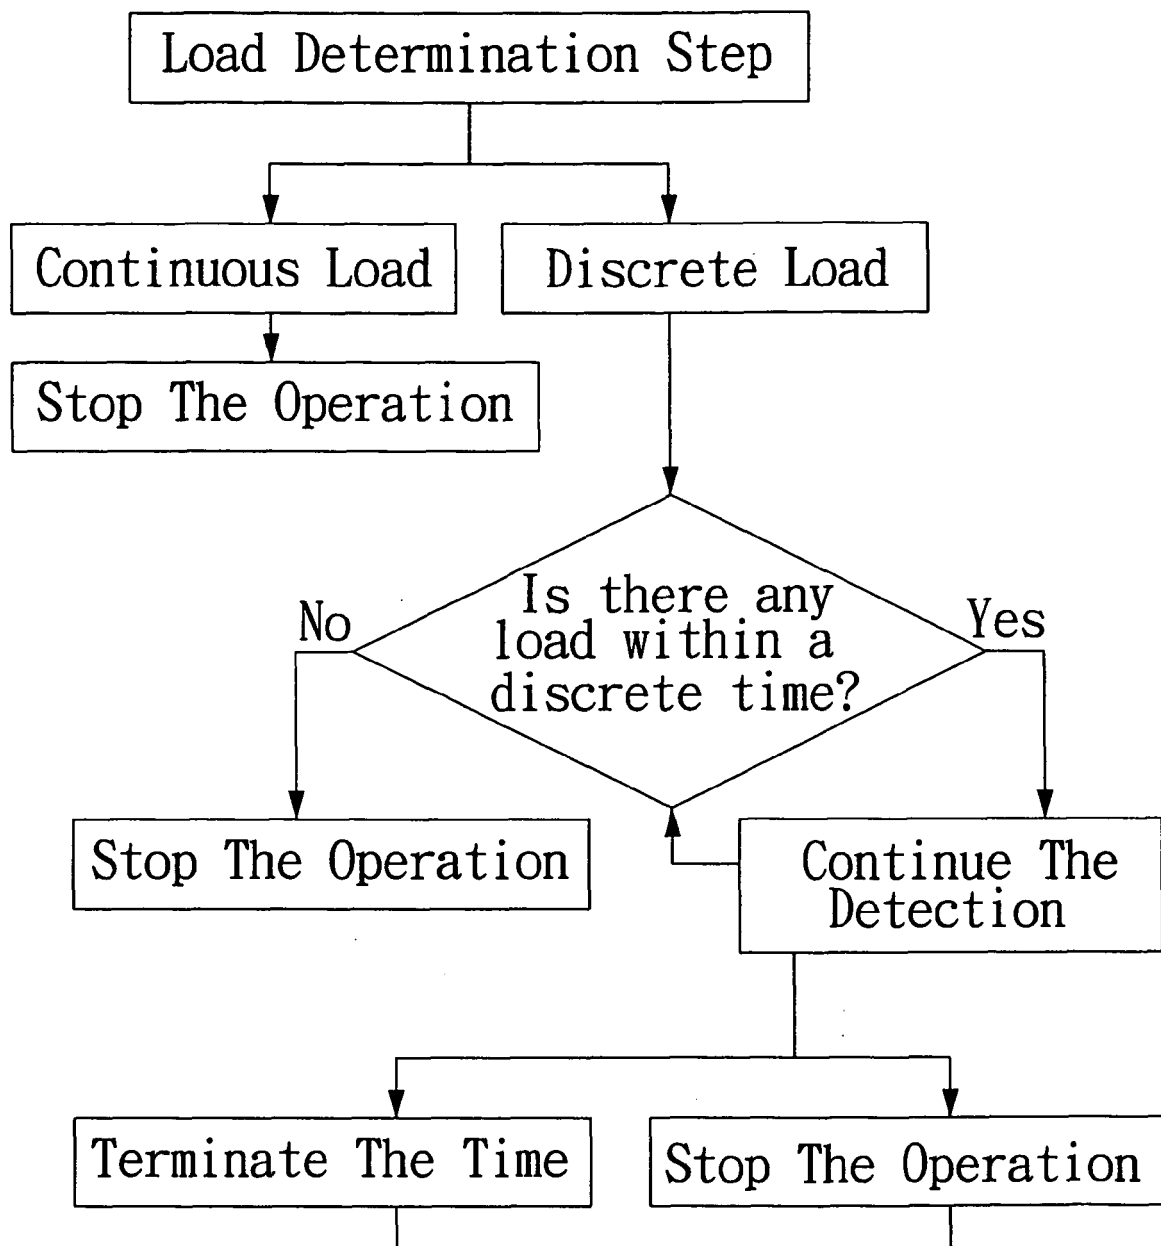 Load Determination Step
Continuous Load
Discrete Load
Stop The Operation
Is there any
load within a
discrete time?
No
Yes
Stop The Operation
Continue The
Detection
Terminate The Time
Stop The Operation